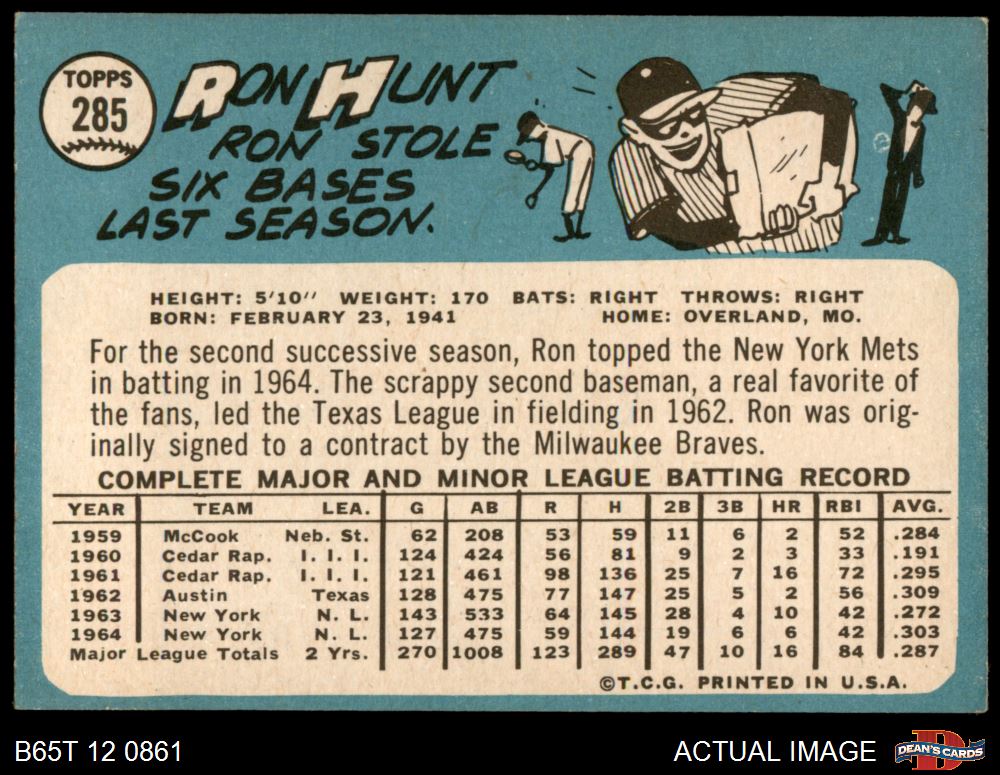 TOPPS
285
RON HUNT
RON STOLE
SIX BASES
LAST SEASON.
HEIGHT: 5'10" WEIGHT: 170 BATS: RIGHT THROWS: RIGHT
BORN: FEBRUARY 23, 1941 HOME: OVERLAND, MO.
For the second successive season, Ron topped the New York Mets
in batting in 1964. The scrappy second baseman, a real favorite of
the fans, led the Texas League in fielding in 1962. Ron was orig-
inally signed to a contract by the Milwaukee Braves.
COMPLETE MAJOR AND MINOR LEAGUE BATTING RECORD
YEAR TEAM LEA. G AB R H 2B 3B HR RBI AVG.
1959 McCook Neb. St. 62 208 53 59 11 6 2 52 .284
1960 Cedar Rap. I. I. I. 124 424 56 81 9 2 3 33 .191
1961 Cedar Rap. I. I. I. 121 461 98 136 25 7 16 72 .295
1962 Austin Texas 128 475 77 147 25 5 2 56 .309
1963 New York N. L. 143 533 64 145 28 4 10 42 .272
1964 New York N. L. 127 475 59 144 19 6 6 42 .303
Major League Totals 2 Yrs. 270 1008 123 289 47 10 16 84 .287
©T.C.G. PRINTED IN U.S.A.
B65T 12 0861 ACTUAL IMAGE DEAN'S CARDS